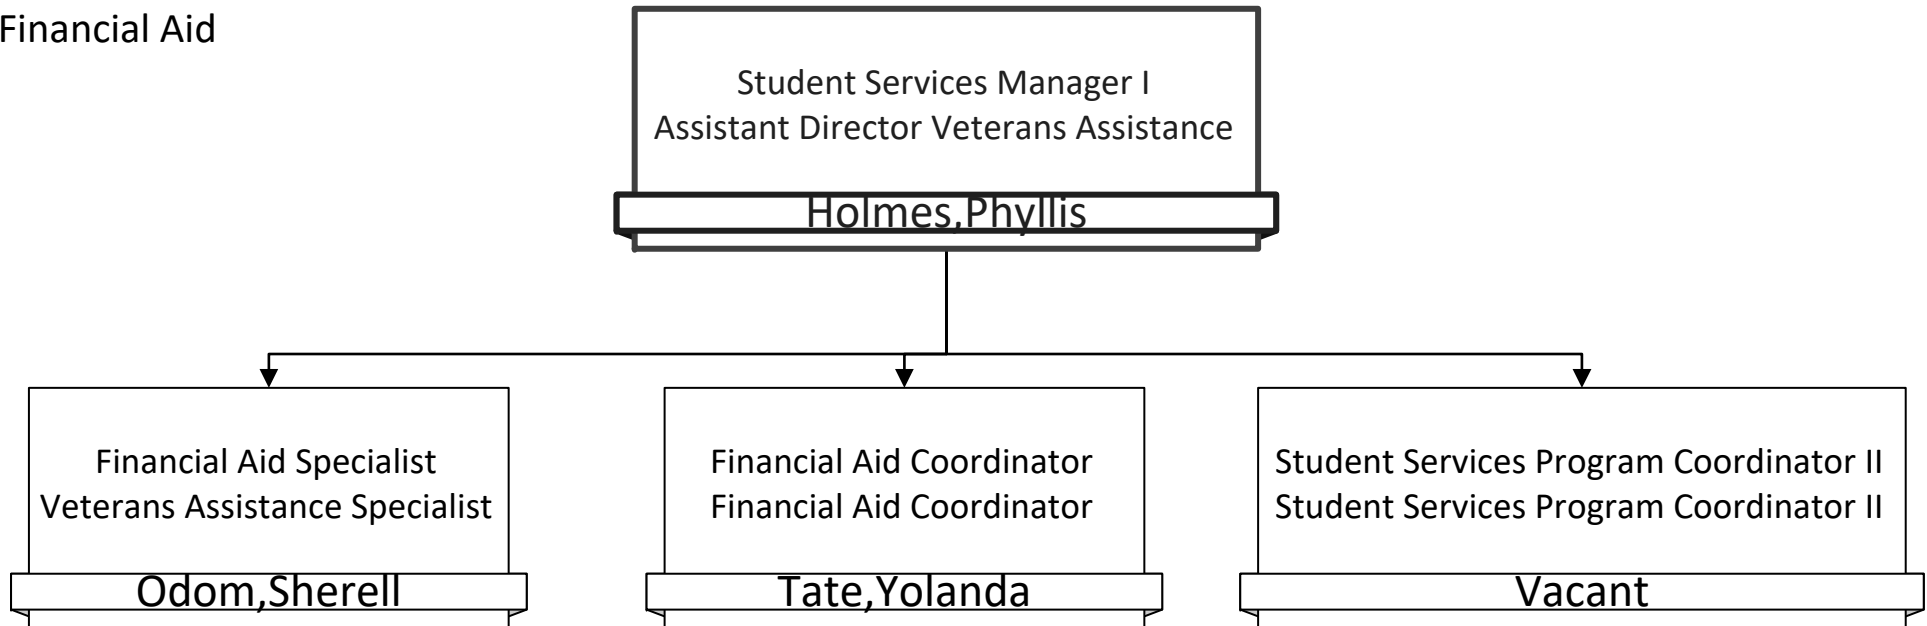 Financial Aid
Student Services Manager I
Assistant Director Veterans Assistance
Holmes,Phyllis
Financial Aid Specialist
Veterans Assistance Specialist
Odom,Sherell
Financial Aid Coordinator
Financial Aid Coordinator
Tate,Yolanda
Student Services Program Coordinator II
Student Services Program Coordinator II
Vacant